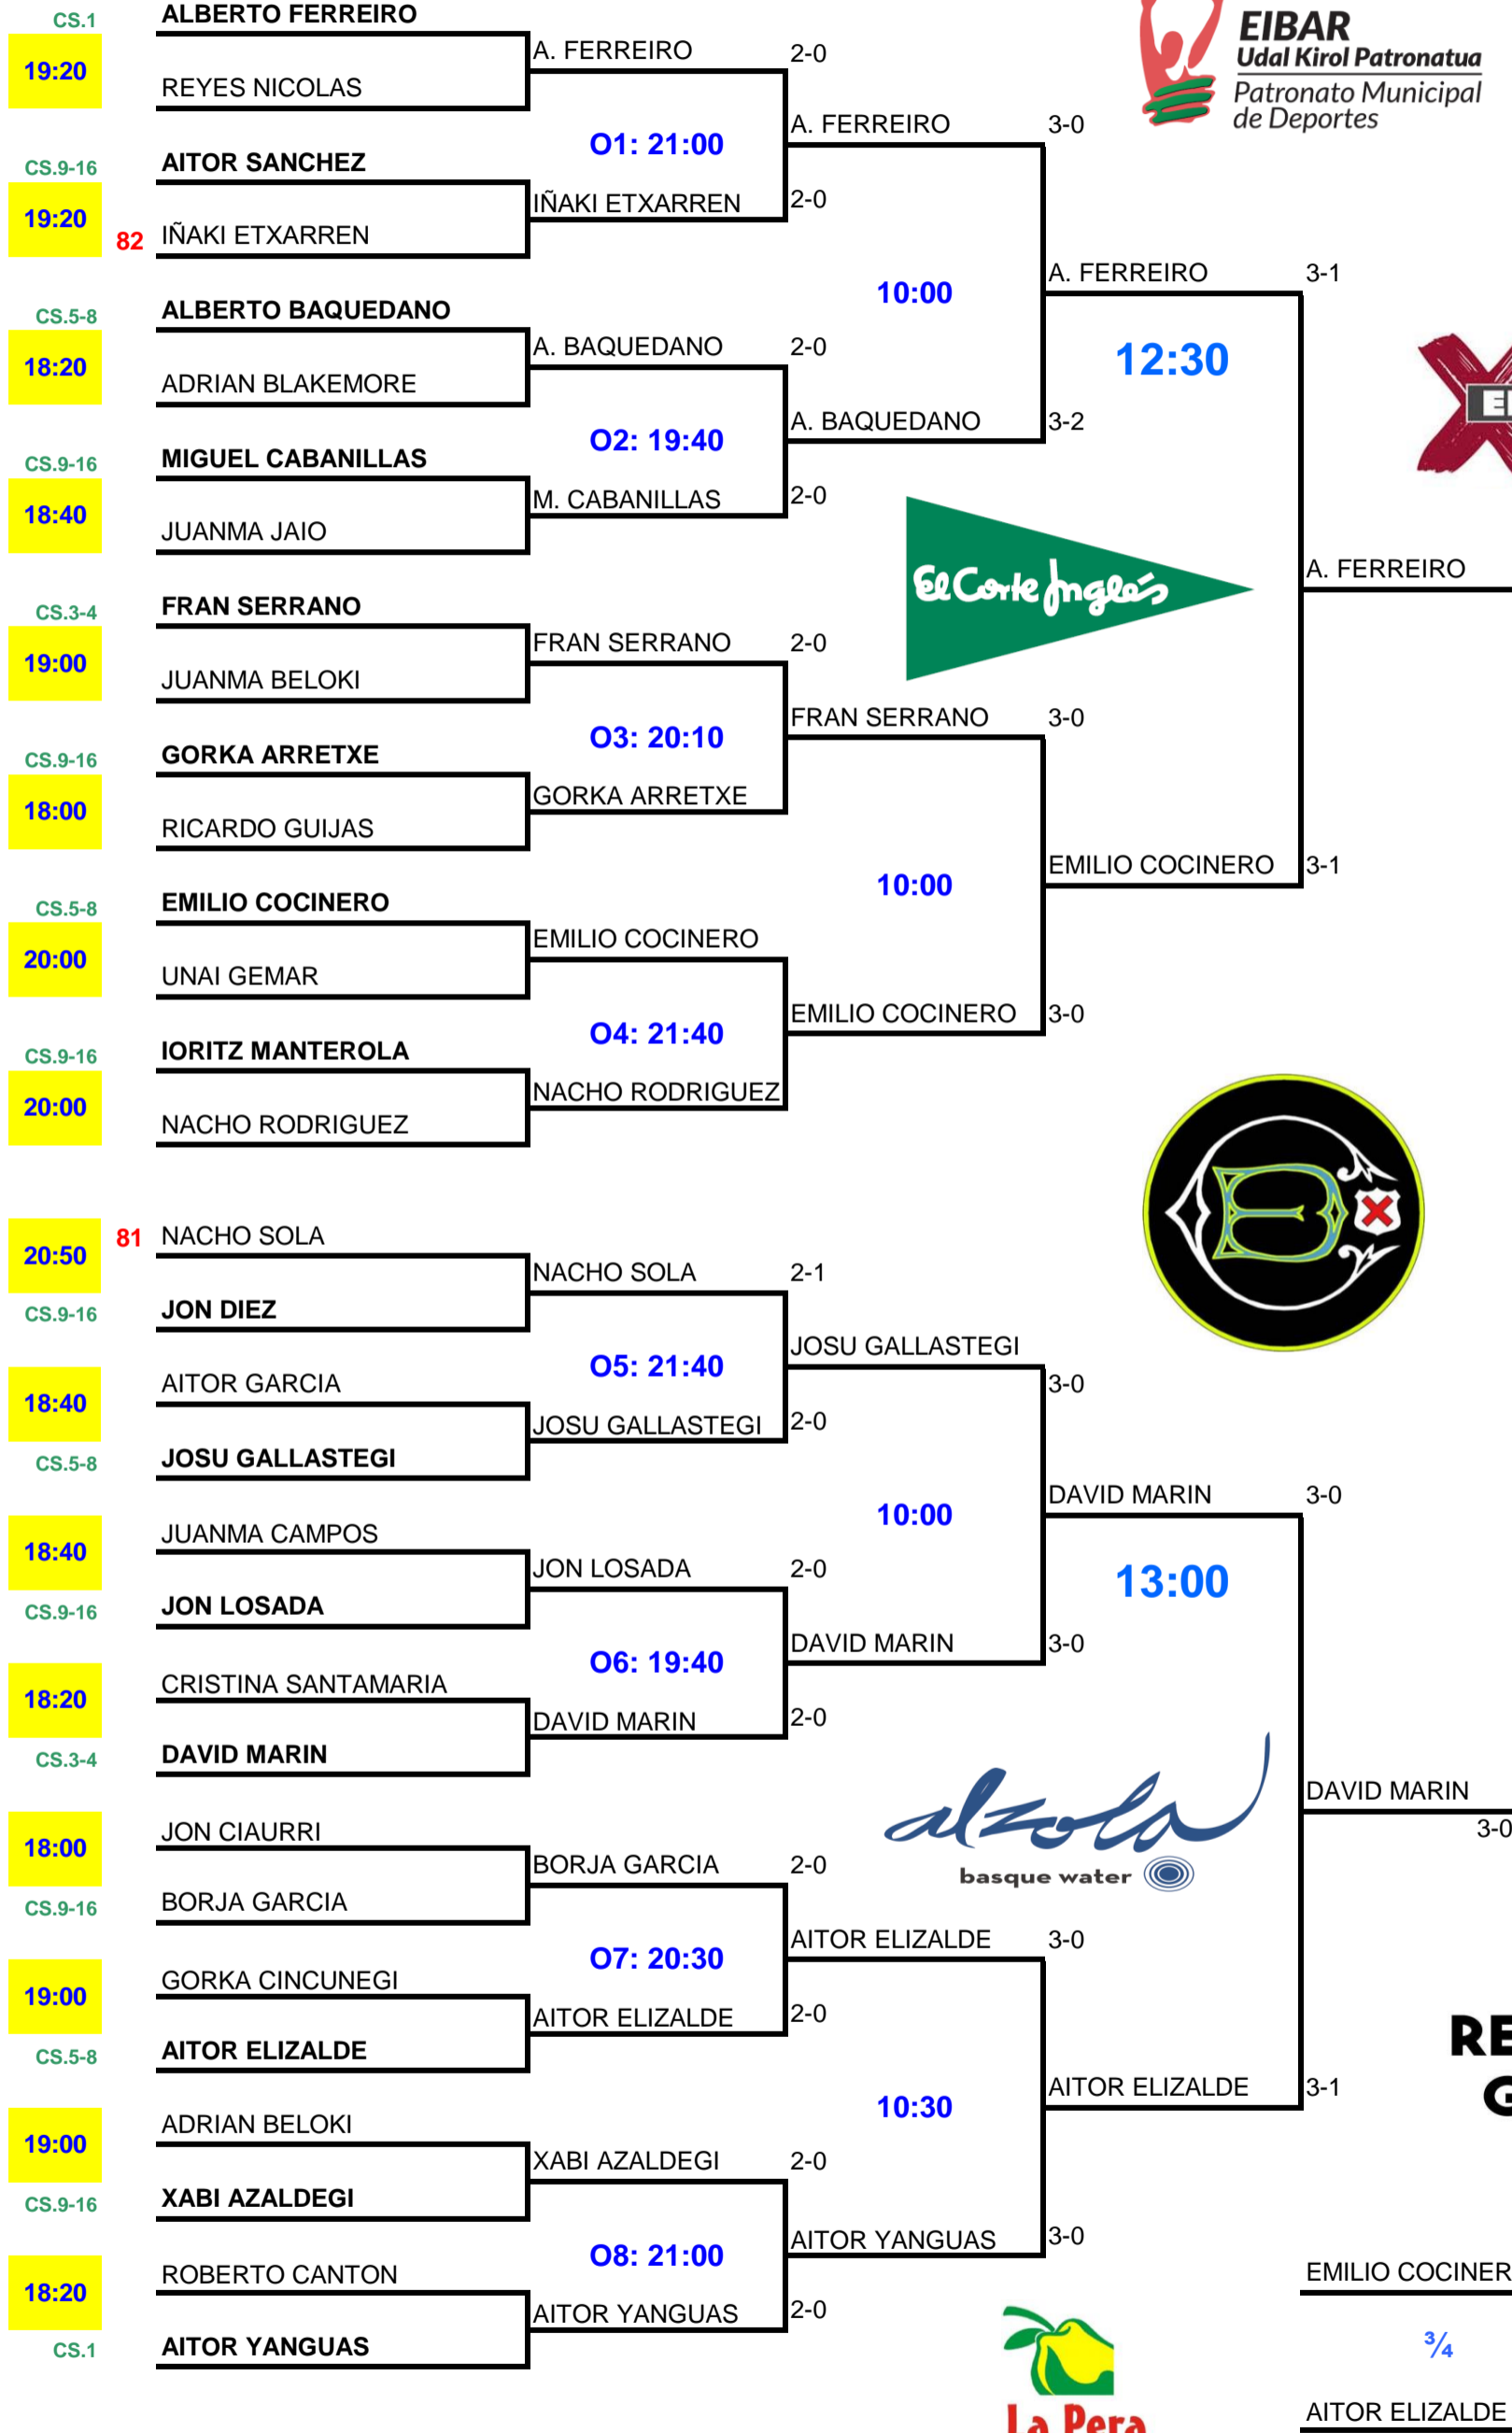 CS.1
ALBERTO FERREIRO
19:20
REYES NICOLAS
A. FERREIRO 2-0
EIBAR
Udal Kirol Patronatua
Patronato Municipal
de Deportes
O1: 21:00
A. FERREIRO 3-0
CS.9-16
AITOR SANCHEZ
19:20
82 IÑAKI ETXARREN
IÑAKI ETXARREN 2-0
10:00
A. FERREIRO 3-1
CS.5-8
ALBERTO BAQUEDANO
18:20
ADRIAN BLAKEMORE
A. BAQUEDANO 2-0
12:30
O2: 19:40
A. BAQUEDANO 3-2
CS.9-16
MIGUEL CABANILLAS
18:40
JUANMA JAIO
M. CABANILLAS 2-0
El Corte Inglés
A. FERREIRO
CS.3-4
FRAN SERRANO
19:00
JUANMA BELOKI
FRAN SERRANO 2-0
O3: 20:10
FRAN SERRANO 3-0
CS.9-16
GORKA ARRETXE
18:00
RICARDO GUIJAS
GORKA ARRETXE
10:00
EMILIO COCINERO 3-1
CS.5-8
EMILIO COCINERO
20:00
UNAI GEMAR
EMILIO COCINERO
O4: 21:40
EMILIO COCINERO 3-0
CS.9-16
IORITZ MANTEROLA
20:00
NACHO RODRIGUEZ
NACHO RODRIGUEZ
20:50
81 NACHO SOLA
CS.9-16
JON DIEZ
NACHO SOLA 2-1
O5: 21:40
JOSU GALLASTEGI
3-0
18:40
AITOR GARCIA
CS.5-8
JOSU GALLASTEGI
JOSU GALLASTEGI 2-0
10:00
DAVID MARIN 3-0
18:40
JUANMA CAMPOS
CS.9-16
JON LOSADA
JON LOSADA 2-0
13:00
O6: 19:40
DAVID MARIN 3-0
18:20
CRISTINA SANTAMARIA
CS.3-4
DAVID MARIN
DAVID MARIN 2-0
alzola
basque water
DAVID MARIN
3-0
18:00
JON CIAURRI
CS.9-16
BORJA GARCIA
BORJA GARCIA 2-0
O7: 20:30
AITOR ELIZALDE 3-0
19:00
GORKA CINCUNEGI
CS.5-8
AITOR ELIZALDE
AITOR ELIZALDE 2-0
RE
G
10:30
AITOR ELIZALDE 3-1
19:00
ADRIAN BELOKI
CS.9-16
XABI AZALDEGI
XABI AZALDEGI 2-0
O8: 21:00
AITOR YANGUAS 3-0
18:20
ROBERTO CANTON
CS.1
AITOR YANGUAS
AITOR YANGUAS 2-0
EMILIO COCINER
¾
AITOR ELIZALDE
La Pera